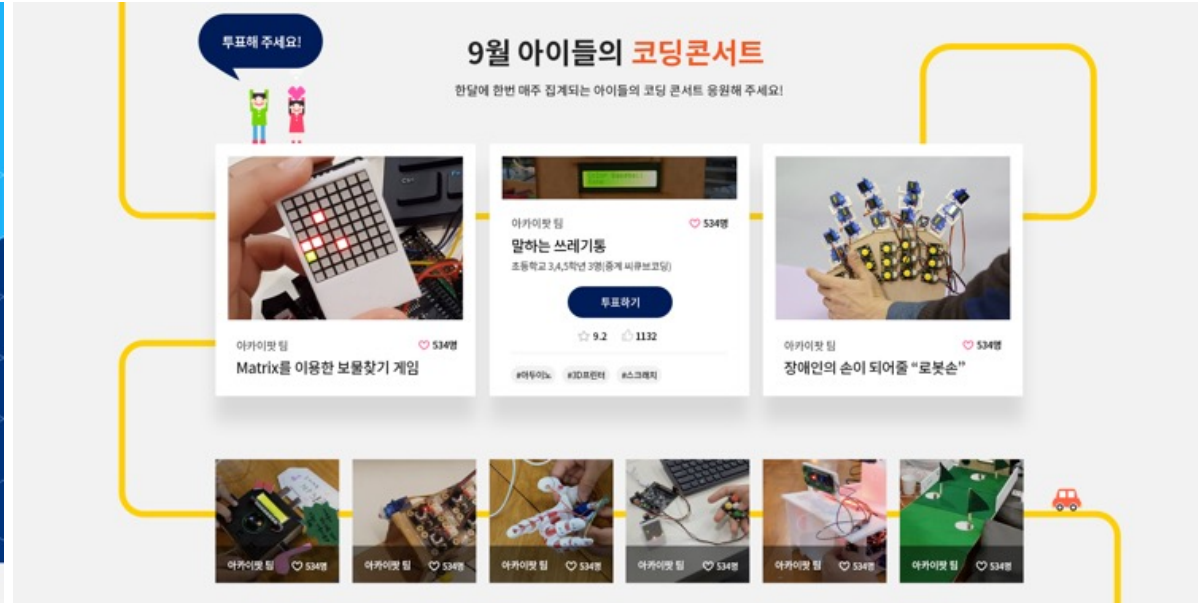 투표해 주세요!
9월 아이들의 코딩콘서트
한달에 한번 매주 집계되는 아이들의 코딩 콘서트 응원해 주세요!
아카이팟 팀 534명
Matrix를 이용한 보물찾기 게임
아카이팟 팀 534명
말하는 쓰레기통
초등학교 3,4,5학년 3명(중계 씨큐브코딩)
투표하기
9.2 1132
#아두이노 #3D프린터 #스크래치
아카이팟 팀 534명
장애인의 손이 되어줄 “로봇손”
아카이팟 팀 534명
아카이팟 팀 534명
아카이팟 팀 534명
아카이팟 팀 534명
아카이팟 팀 534명
아카이팟 팀 534명